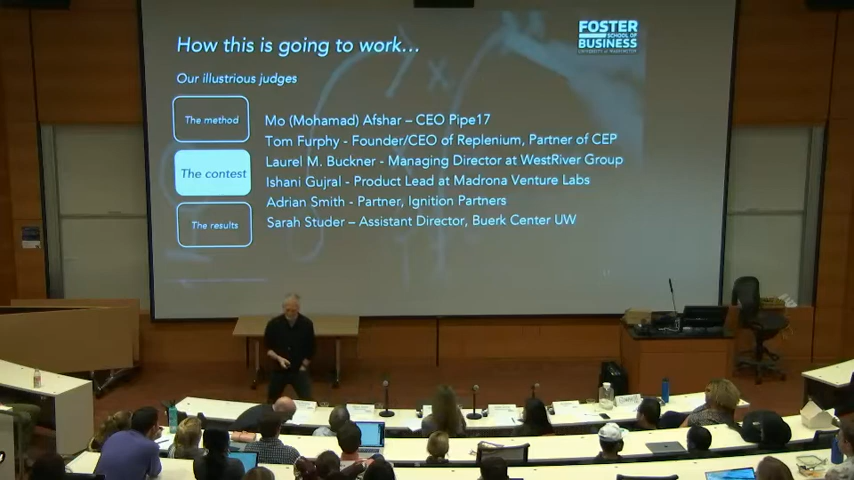 How this is going to work...
FOSTER
SCHOOL OF
BUSINESS
UNIVERSITY of WASHINGTON
Our illustrious judges
The method
The contest
The results
Mo (Mohamad) Afshar – CEO Pipe17
Tom Furphy - Founder/CEO of Replenium, Partner of CEP
Laurel M. Buckner - Managing Director at WestRiver Group
Ishani Gujral - Product Lead at Madrona Venture Labs
Adrian Smith - Partner, Ignition Partners
Sarah Studer – Assistant Director, Buerk Center UW